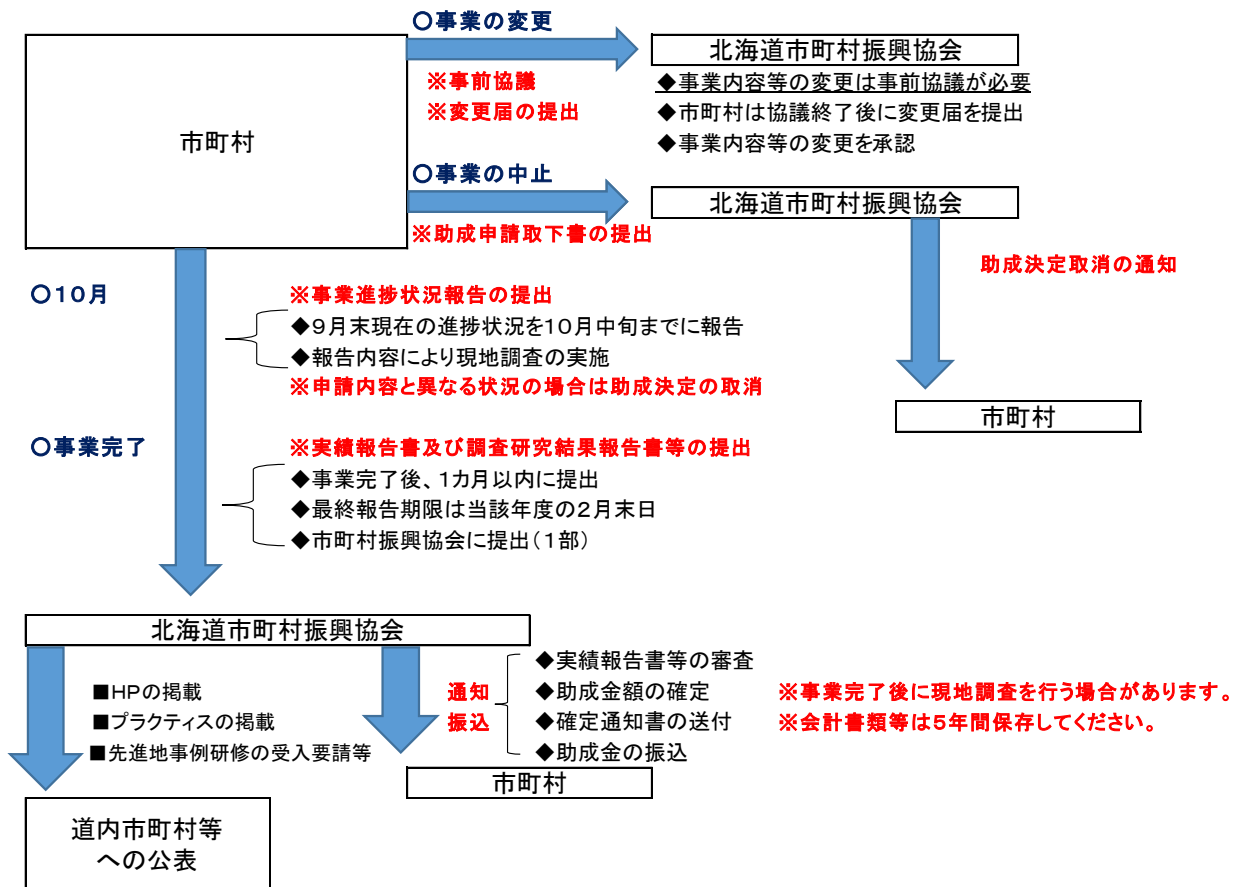 〇事業の変更
北海道市町村振興協会
※事前協議
※変更届の提出
◆事業内容等の変更は事前協議が必要
◆市町村は協議終了後に変更届を提出
◆事業内容等の変更を承認
市町村
〇事業の中止
北海道市町村振興協会
※助成申請取下書の提出
助成決定取消の通知
市町村
〇10月
※事業進捗状況報告の提出
◆9月末現在の進捗状況を10月中旬までに報告
◆報告内容により現地調査の実施
※申請内容と異なる状況の場合は助成決定の取消
〇事業完了
※実績報告書及び調査研究結果報告書等の提出
◆事業完了後、1カ月以内に提出
◆最終報告期限は当該年度の2月末日
◆市町村振興協会に提出（1部）
北海道市町村振興協会
■HPの掲載
■プラクティスの掲載
■先進地事例研修の受入要請等
通知
振込
◆実績報告書等の審査
◆助成金額の確定
◆確定通知書の送付
◆助成金の振込
※事業完了後に現地調査を行う場合があります。
※会計書類等は5年間保存してください。
市町村
道内市町村等
への公表